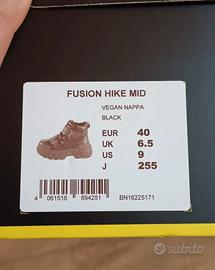 FUSION HIKE MID
VEGAN NAPPA
BLACK
EUR 40
UK 6.5
US 9
J 255
4 061516 894251
BN16225171
subito